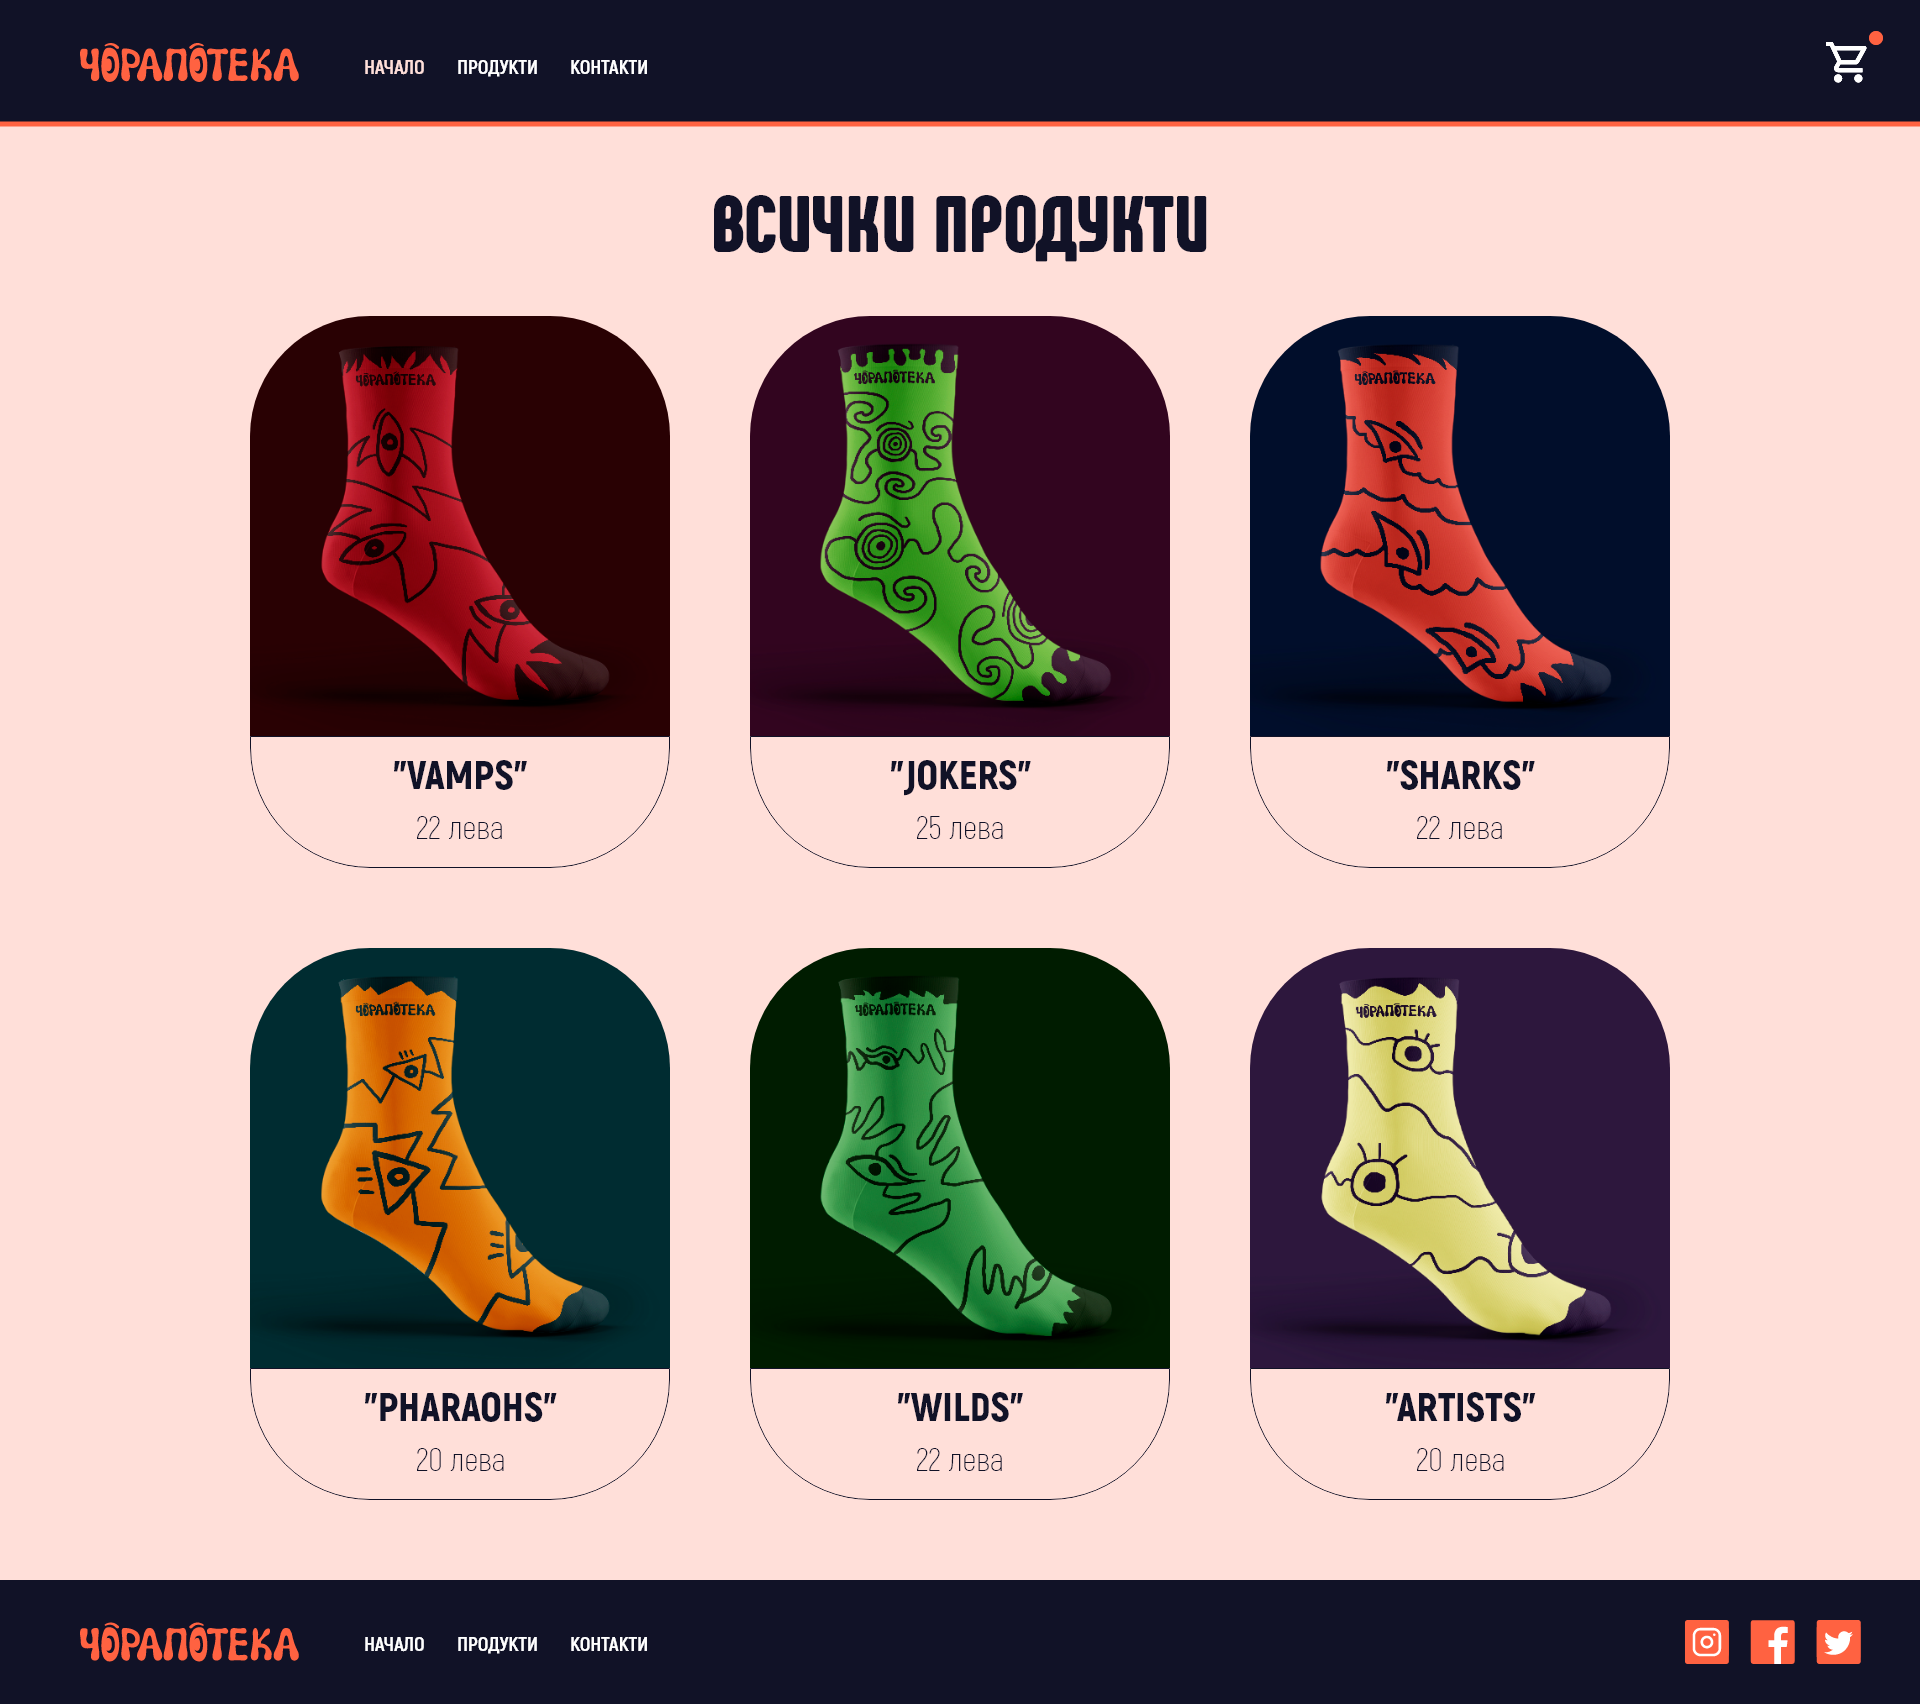 ЧОРАПОТЕКА
НАЧАЛО ПРОДУКТИ КОНТАКТИ
ВСИЧКИ ПРОДУКТИ
ЧОРАПОТЕКА
ЧОРАПОТЕКА
ЧОРАПОТЕКА
"VAMPS"
"JOKERS"
"SHARKS"
22 лева
25 лева
22 лева
ЧОРАПОТЕКА
ЧОРАПОТЕКА
ЧОРАПОТЕКА
"PHARAOHS"
"WILDS"
"ARTISTS"
20 лева
22 лева
20 лева
ЧОРАПОТЕКА
НАЧАЛО ПРОДУКТИ КОНТАКТИ